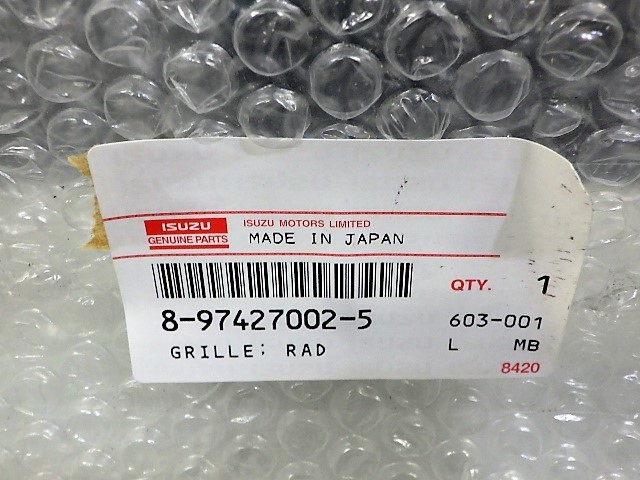 ISUZU
GENUINE PARTS
ISUZU MOTORS LIMITED
MADE IN JAPAN
QTY. 1
8-97427002-5
603-001
GRILLE: RAD
L MB
8420